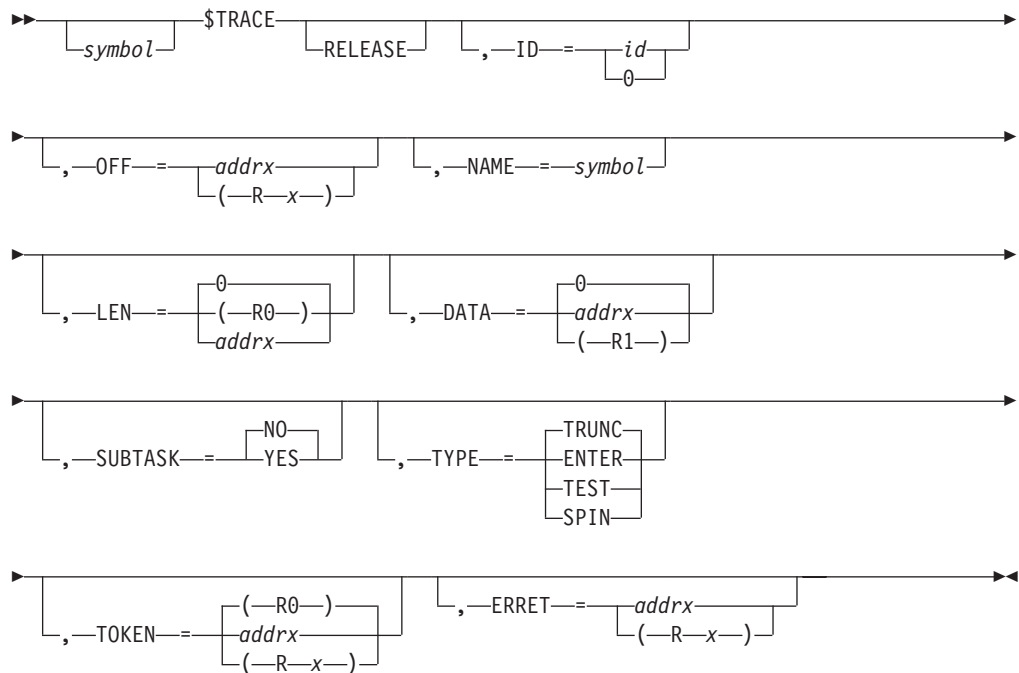 symbol $TRACE RELEASE , ID = id
0
, OFF = addrx , NAME = symbol
( R x )
0 0
, LEN = ( R0 ) , DATA = addrx
addrx ( R1 )
NO TRUNC
, SUBTASK = YES , TYPE = ENTER
TEST
SPIN
( R0 ) , ERRET = addrx
, TOKEN = addrx ( R x )
( R x )